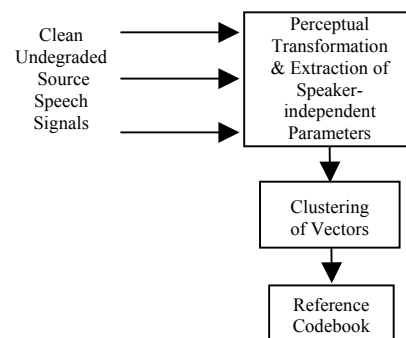 Clean
Undegraded
Source
Speech
Signals
Perceptual
Transformation
& Extraction of
Speaker-
independent
Parameters
Clustering
of Vectors
Reference
Codebook